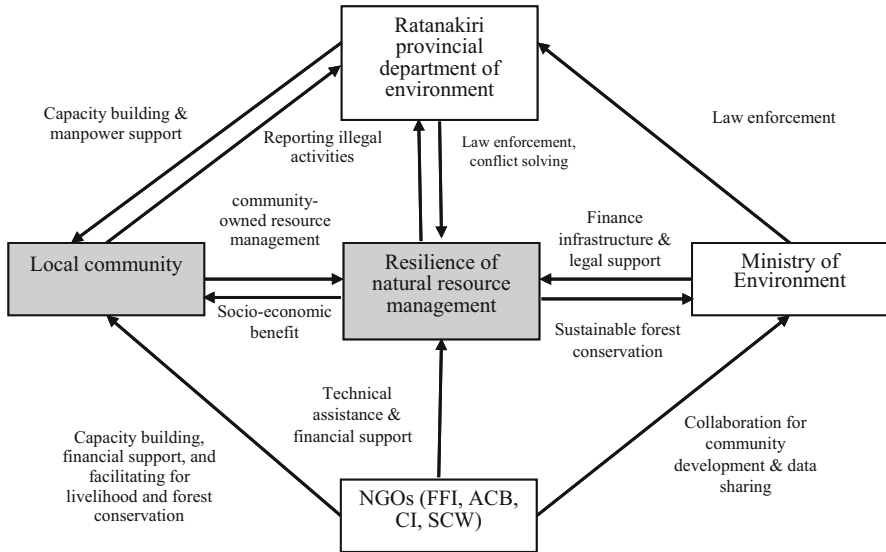 Ratanakiri
provincial
department of
environment
Capacity building &
manpower support
Reporting illegal
activities
Law enforcement,
conflict solving
Law enforcement
community-
owned resource
management
Finance
infrastructure &
legal support
Local community
Resilience of
natural resource
management
Ministry of
Environment
Socio-economic
benefit
Sustainable forest
conservation
Technical
assistance &
financial support
Capacity building,
financial support, and
facilitating for
livelihood and forest
conservation
Collaboration for
community
development & data
sharing
NGOs (FFI, ACB,
CI, SCW)